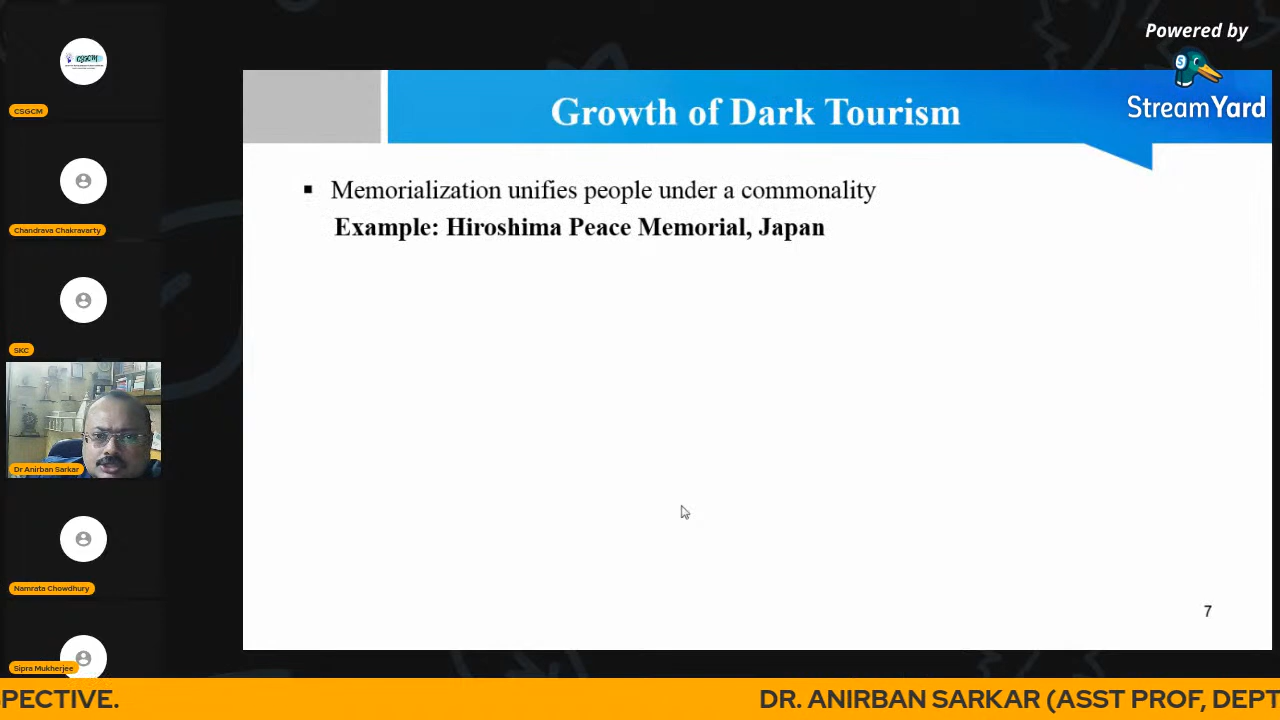 Powered by
StreamYard
CSGCM
Chandrava Chakravarty
SKC
Dr Anirban Sarkar
Namrata Chowdhury
Sipra Mukherjee
Growth of Dark Tourism
▪ Memorialization unifies people under a commonality
Example: Hiroshima Peace Memorial, Japan
7
SPECTIVE. DR. ANIRBAN SARKAR (ASST PROF, DEPT